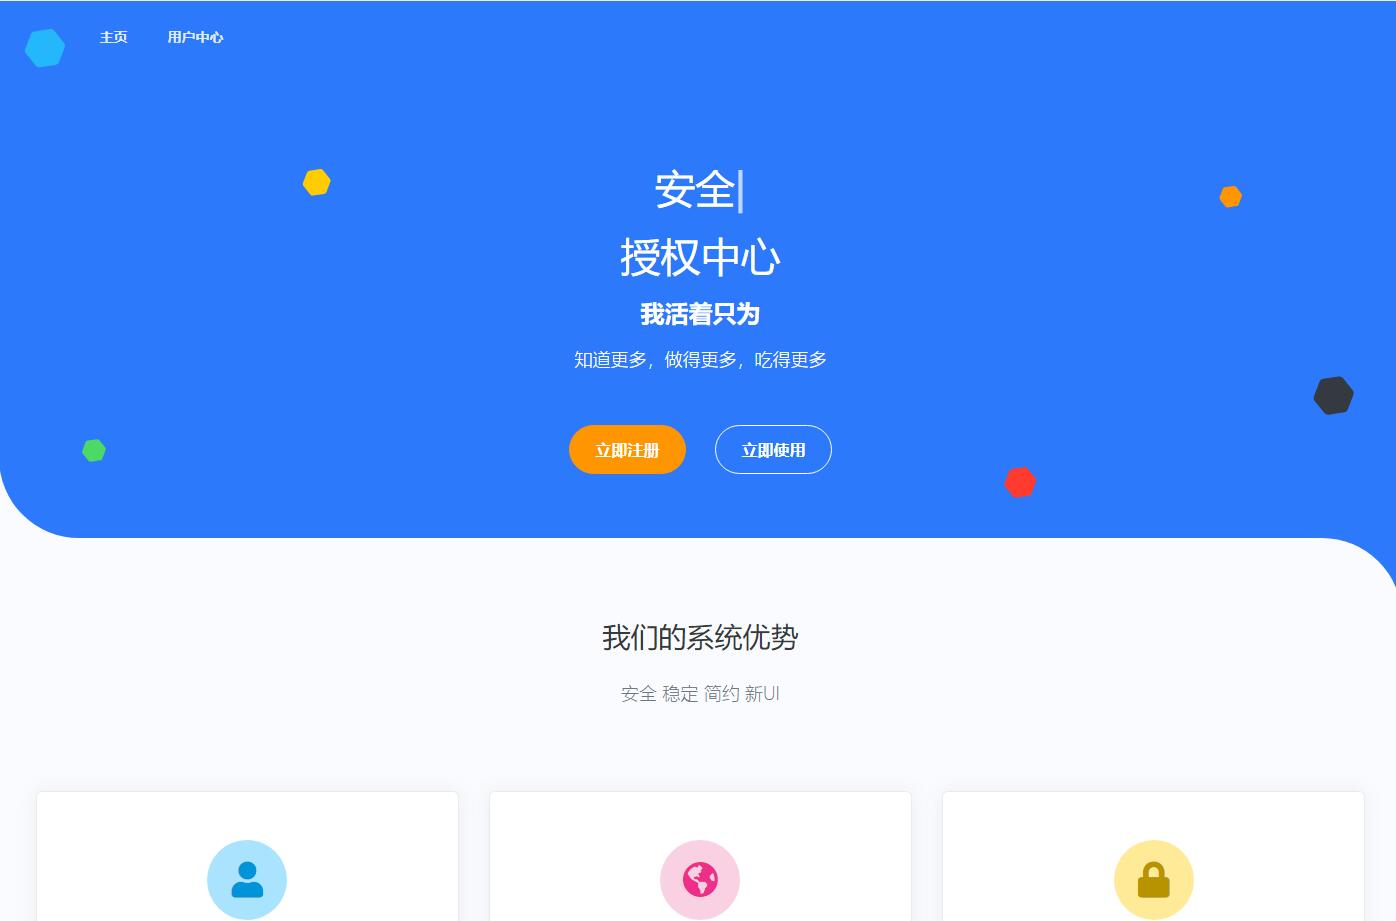 主页 用户中心
安全
授权中心
我活着只为
知道更多，做得更多，吃得更多
立即注册 立即使用
我们的系统优势
安全 稳定 简约 新UI